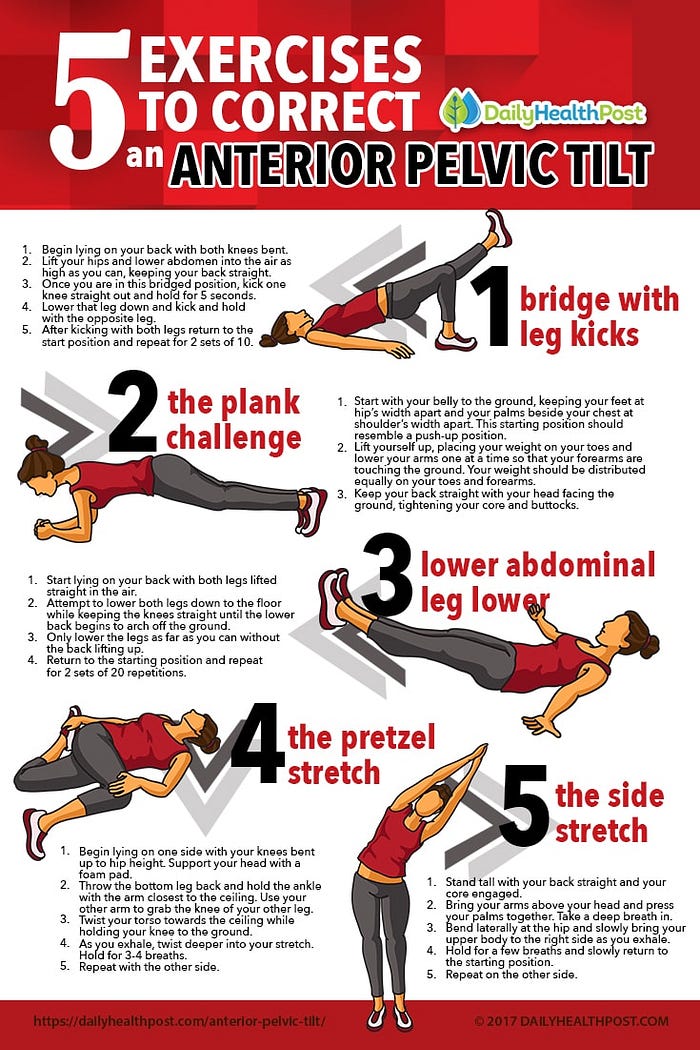 5 EXERCISES
TO CORRECT
an ANTERIOR PELVIC TILT
DailyHealthPost
1. Begin lying on your back with both knees bent.
2. Lift your hips and lower abdomen into the air as
high as you can, keeping your back straight.
3. Once you are in this bridged position, kick one
knee straight out and hold for 5 seconds.
4. Lower that leg down and kick and hold
with the opposite leg.
5. After kicking with both legs return to the
start position and repeat for 2 sets of 10.
1 bridge with
leg kicks
2 the plank
challenge
1. Start with your belly to the ground, keeping your feet at
hip's width apart and your palms beside your chest at
shoulder's width apart. This starting position should
resemble a push-up position.
2. Lift yourself up, placing your weight on your toes and
lower your arms one at a time so that your forearms are
touching the ground. Your weight should be distributed
equally on your toes and forearms.
3. Keep your back straight with your head facing the
ground, tightening your core and buttocks.
3 lower abdominal
leg lower
1. Start lying on your back with both legs lifted
straight in the air.
2. Attempt to lower both legs down to the floor
while keeping the knees straight until the lower
back begins to arch off the ground.
3. Only lower the legs as far as you can without
the back lifting up.
4. Return to the starting position and repeat
for 2 sets of 20 repetitions.
4 the pretzel
stretch
1. Begin lying on one side with your knees bent
up to hip height. Support your head with a
foam pad.
2. Throw the bottom leg back and hold the ankle
with the arm closest to the ceiling. Use your
other arm to grab the knee of your other leg.
3. Twist your torso towards the ceiling while
holding your knee to the ground.
4. As you exhale, twist deeper into your stretch.
Hold for 3-4 breaths.
5. Repeat with the other side.
5 the side
stretch
1. Stand tall with your back straight and your
core engaged.
2. Bring your arms above your head and press
your palms together. Take a deep breath in.
3. Bend laterally at the hip and slowly bring your
upper body to the right side as you exhale.
4. Hold for a few breaths and slowly return to
the starting position.
5. Repeat on the other side.
https://dailyhealthpost.com/anterior-pelvic-tilt/
© 2017 DAILYHEALTHPOST.COM